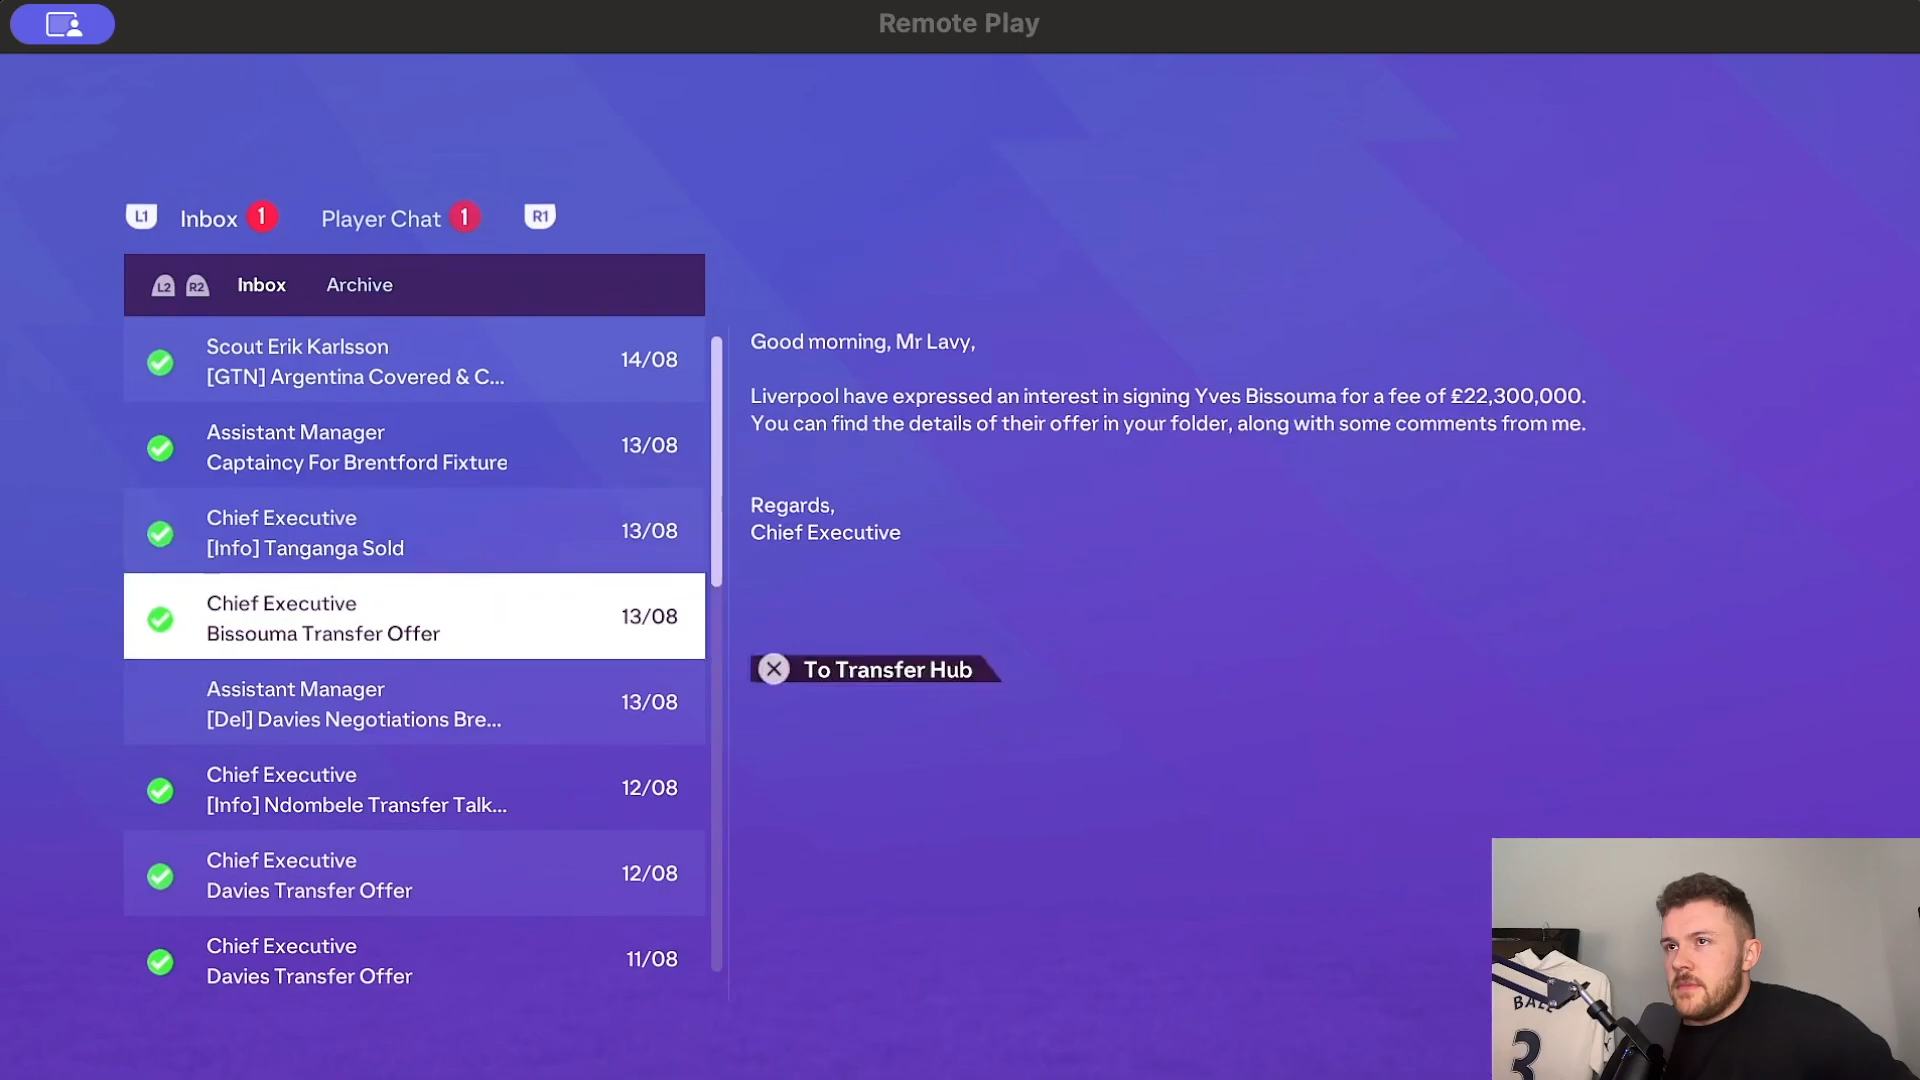 Remote Play
L1 Inbox 1 Player Chat 1 R1
L2 R2 Inbox Archive
Scout Erik Karlsson
[GTN] Argentina Covered & C...
14/08
Assistant Manager
Captaincy For Brentford Fixture
13/08
Chief Executive
[Info] Tanganga Sold
13/08
Chief Executive
Bissouma Transfer Offer
13/08
Assistant Manager
[Del] Davies Negotiations Bre...
13/08
Chief Executive
[Info] Ndombele Transfer Talk...
12/08
Chief Executive
Davies Transfer Offer
12/08
Chief Executive
Davies Transfer Offer
11/08
Good morning, Mr Lavy,
Liverpool have expressed an interest in signing Yves Bissouma for a fee of £22,300,000.
You can find the details of their offer in your folder, along with some comments from me.
Regards,
Chief Executive
To Transfer Hub
BALE
3